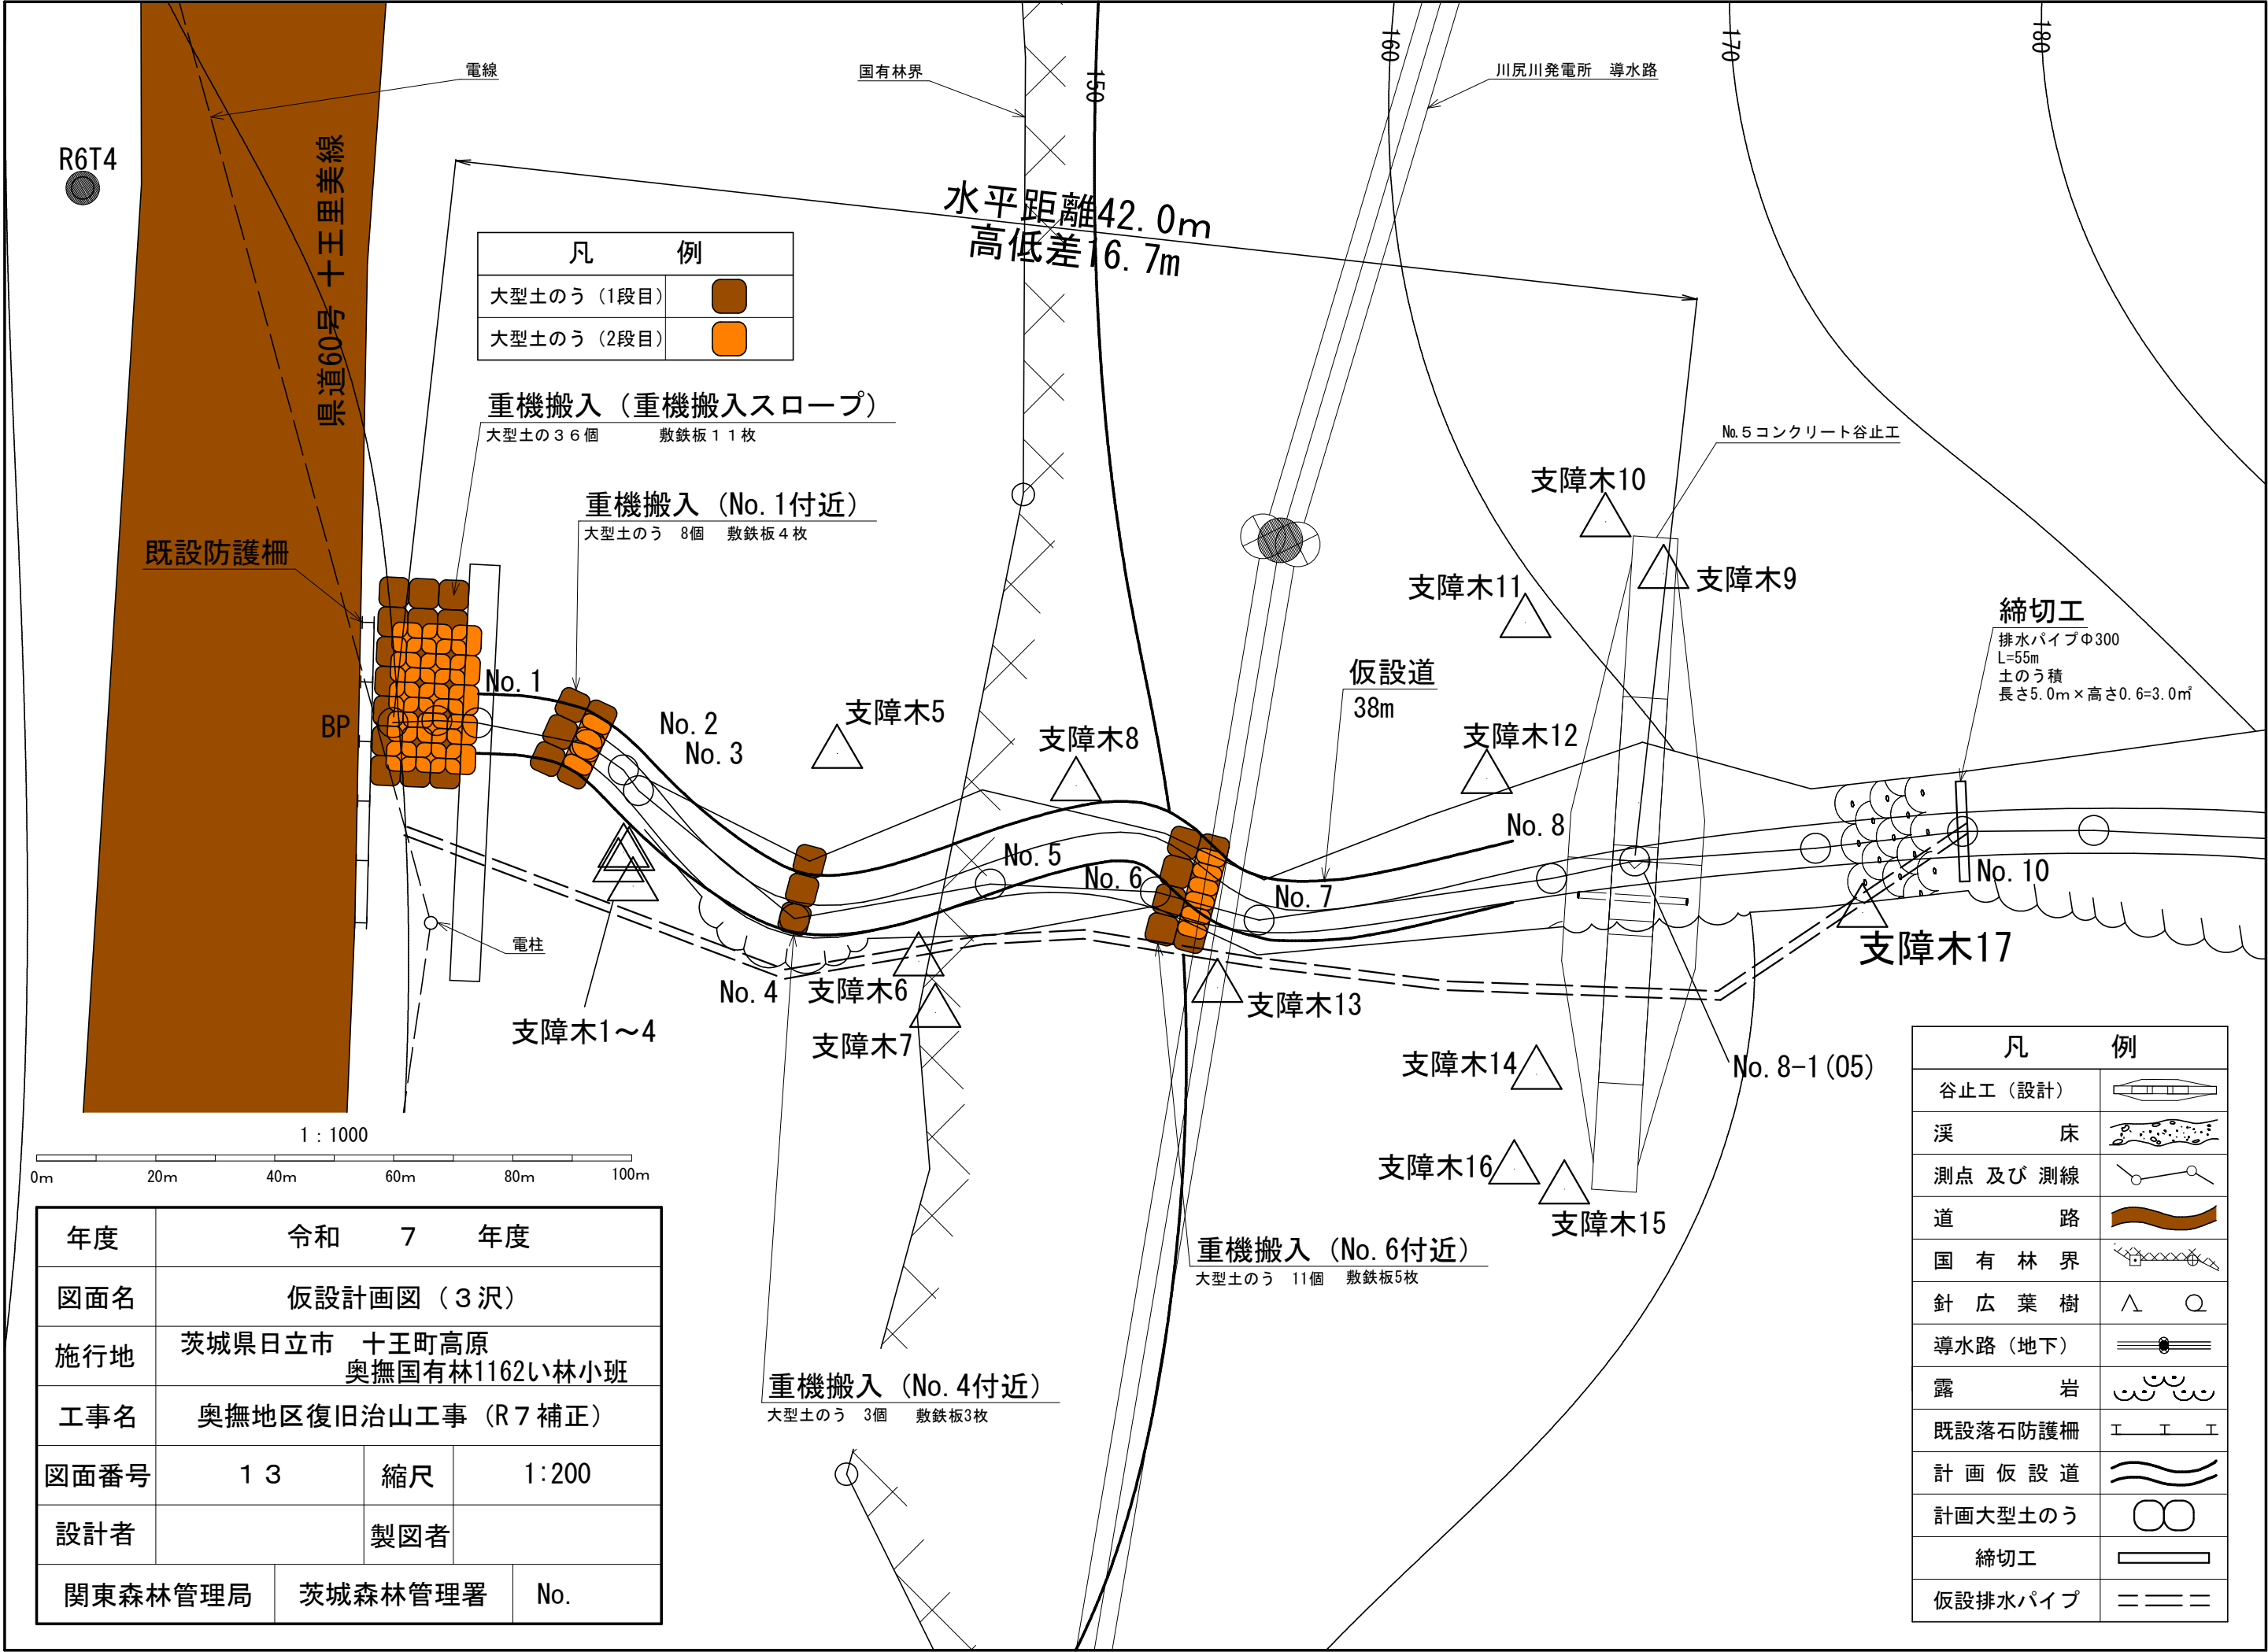 電線
国有林界
150
160
川尻川発電所　導水路
170
180
R6T4
県道60号 十王里美線
水平距離42.0m
高低差16.7m
凡　例
大型土のう（1段目）
大型土のう（2段目）
重機搬入（重機搬入スロープ）
大型土の３６個　敷鉄板１１枚
重機搬入（No.1付近）
大型土のう　8個　敷鉄板４枚
既設防護柵
№５コンクリート谷止工
支障木10
支障木9
支障木11
締切工
排水パイプΦ300
L=55m
土のう積
長さ5.0m×高さ0.6=3.0㎡
仮設道
38m
No.1
BP
No.2
No.3
支障木5
支障木8
支障木12
No.8
No.5
No.6
No.7
No.10
支障木17
電柱
No.4
支障木6
支障木7
支障木13
支障木1～4
支障木14
No.8-1(05)
支障木16
支障木15
重機搬入（No.6付近）
大型土のう　11個　敷鉄板5枚
重機搬入（No.4付近）
大型土のう　3個　敷鉄板3枚
1：1000
0m　20m　40m　60m　80m　100m
年度　令和　７　年度
図面名　仮設計画図（３沢）
施行地　茨城県日立市　十王町高原
奥撫国有林1162い林小班
工事名　奥撫地区復旧治山工事（R７補正）
図面番号　１３　縮尺　1:200
設計者　製図者
関東森林管理局　茨城森林管理署　No.
凡　例
谷止工（設計）
渓　床
測点 及び 測線
道　路
国　有　林　界
針　広　葉　樹
導水路（地下）
露　岩
既設落石防護柵
計　画　仮　設　道
計画大型土のう
締切工
仮設排水パイプ